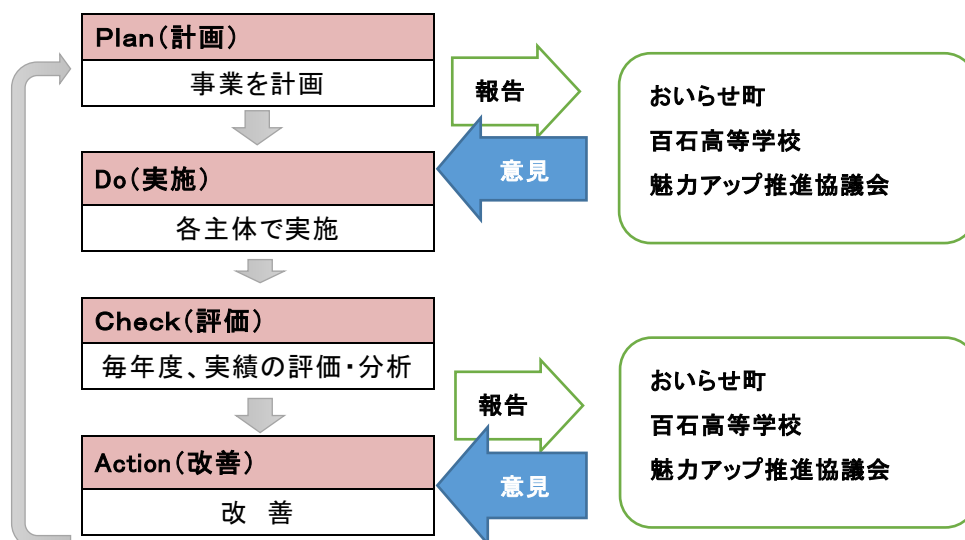 Plan(計画)
事業を計画
報告
意見
おいらせ町
百石高等学校
魅力アップ推進協議会
Do(実施)
各主体で実施
Check(評価)
毎年度、実績の評価・分析
報告
意見
おいらせ町
百石高等学校
魅力アップ推進協議会
Action(改善)
改　善